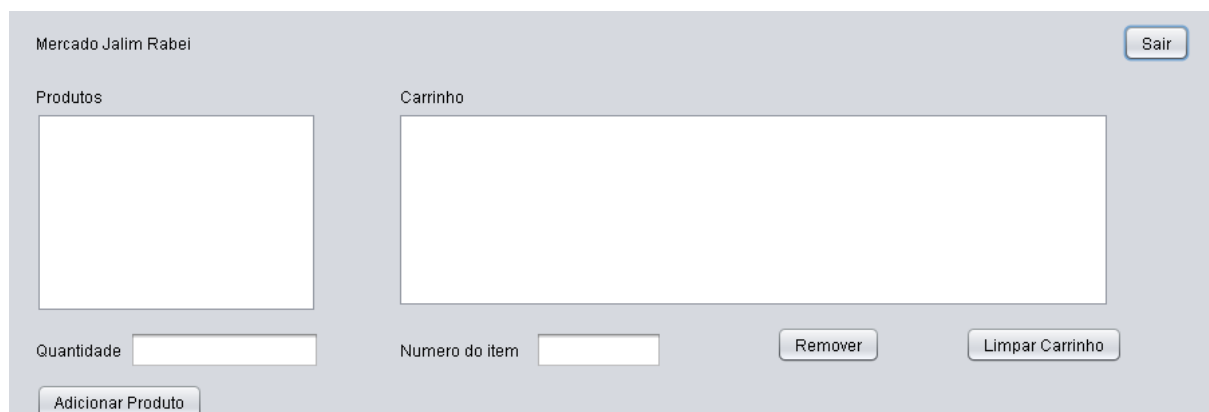 Mercado Jalim Rabei
Sair
Produtos
Carrinho
Quantidade
Numero do item
Remover
Limpar Carrinho
Adicionar Produto